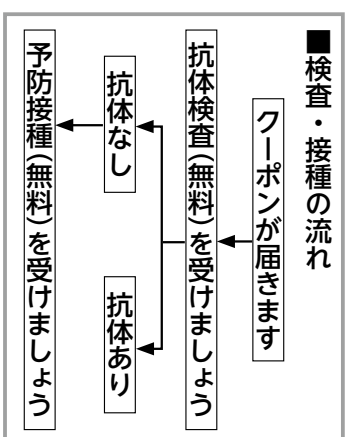 ■検査・接種の流れ
クーポンが届きます
抗体検査(無料)を受けましょう
抗体なし
抗体あり
予防接種(無料)を受けましょう